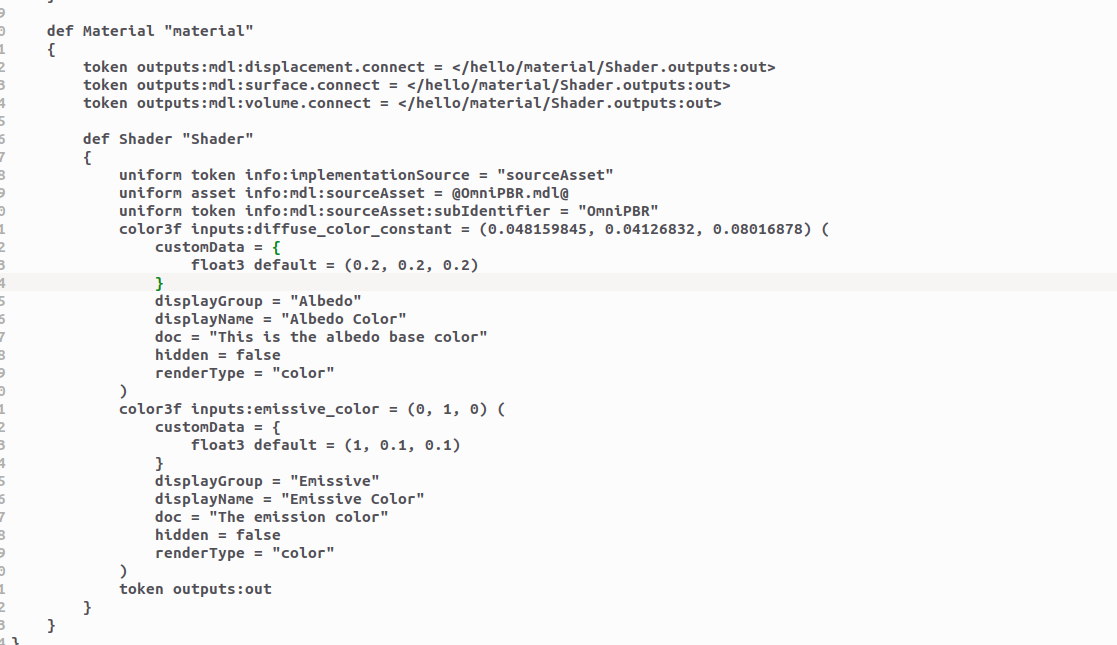 9
0     def Material "material"
1     {
2         token outputs:mdl:displacement.connect = </hello/material/Shader.outputs:out>
3         token outputs:mdl:surface.connect = </hello/material/Shader.outputs:out>
4         token outputs:mdl:volume.connect = </hello/material/Shader.outputs:out>
5
6         def Shader "Shader"
7         {
8             uniform token info:implementationSource = "sourceAsset"
9             uniform asset info:mdl:sourceAsset = @OmniPBR.mdl@
0             uniform token info:mdl:sourceAsset:subIdentifier = "OmniPBR"
1             color3f inputs:diffuse_color_constant = (0.048159845, 0.04126832, 0.08016878) (
2                 customData = {
3                     float3 default = (0.2, 0.2, 0.2)
4                 }
5                 displayGroup = "Albedo"
6                 displayName = "Albedo Color"
7                 doc = "This is the albedo base color"
8                 hidden = false
9                 renderType = "color"
0             )
1             color3f inputs:emissive_color = (0, 1, 0) (
2                 customData = {
3                     float3 default = (1, 0.1, 0.1)
4                 }
5                 displayGroup = "Emissive"
6                 displayName = "Emissive Color"
7                 doc = "The emission color"
8                 hidden = false
9                 renderType = "color"
0             )
1             token outputs:out
2         }
3     }
4 }